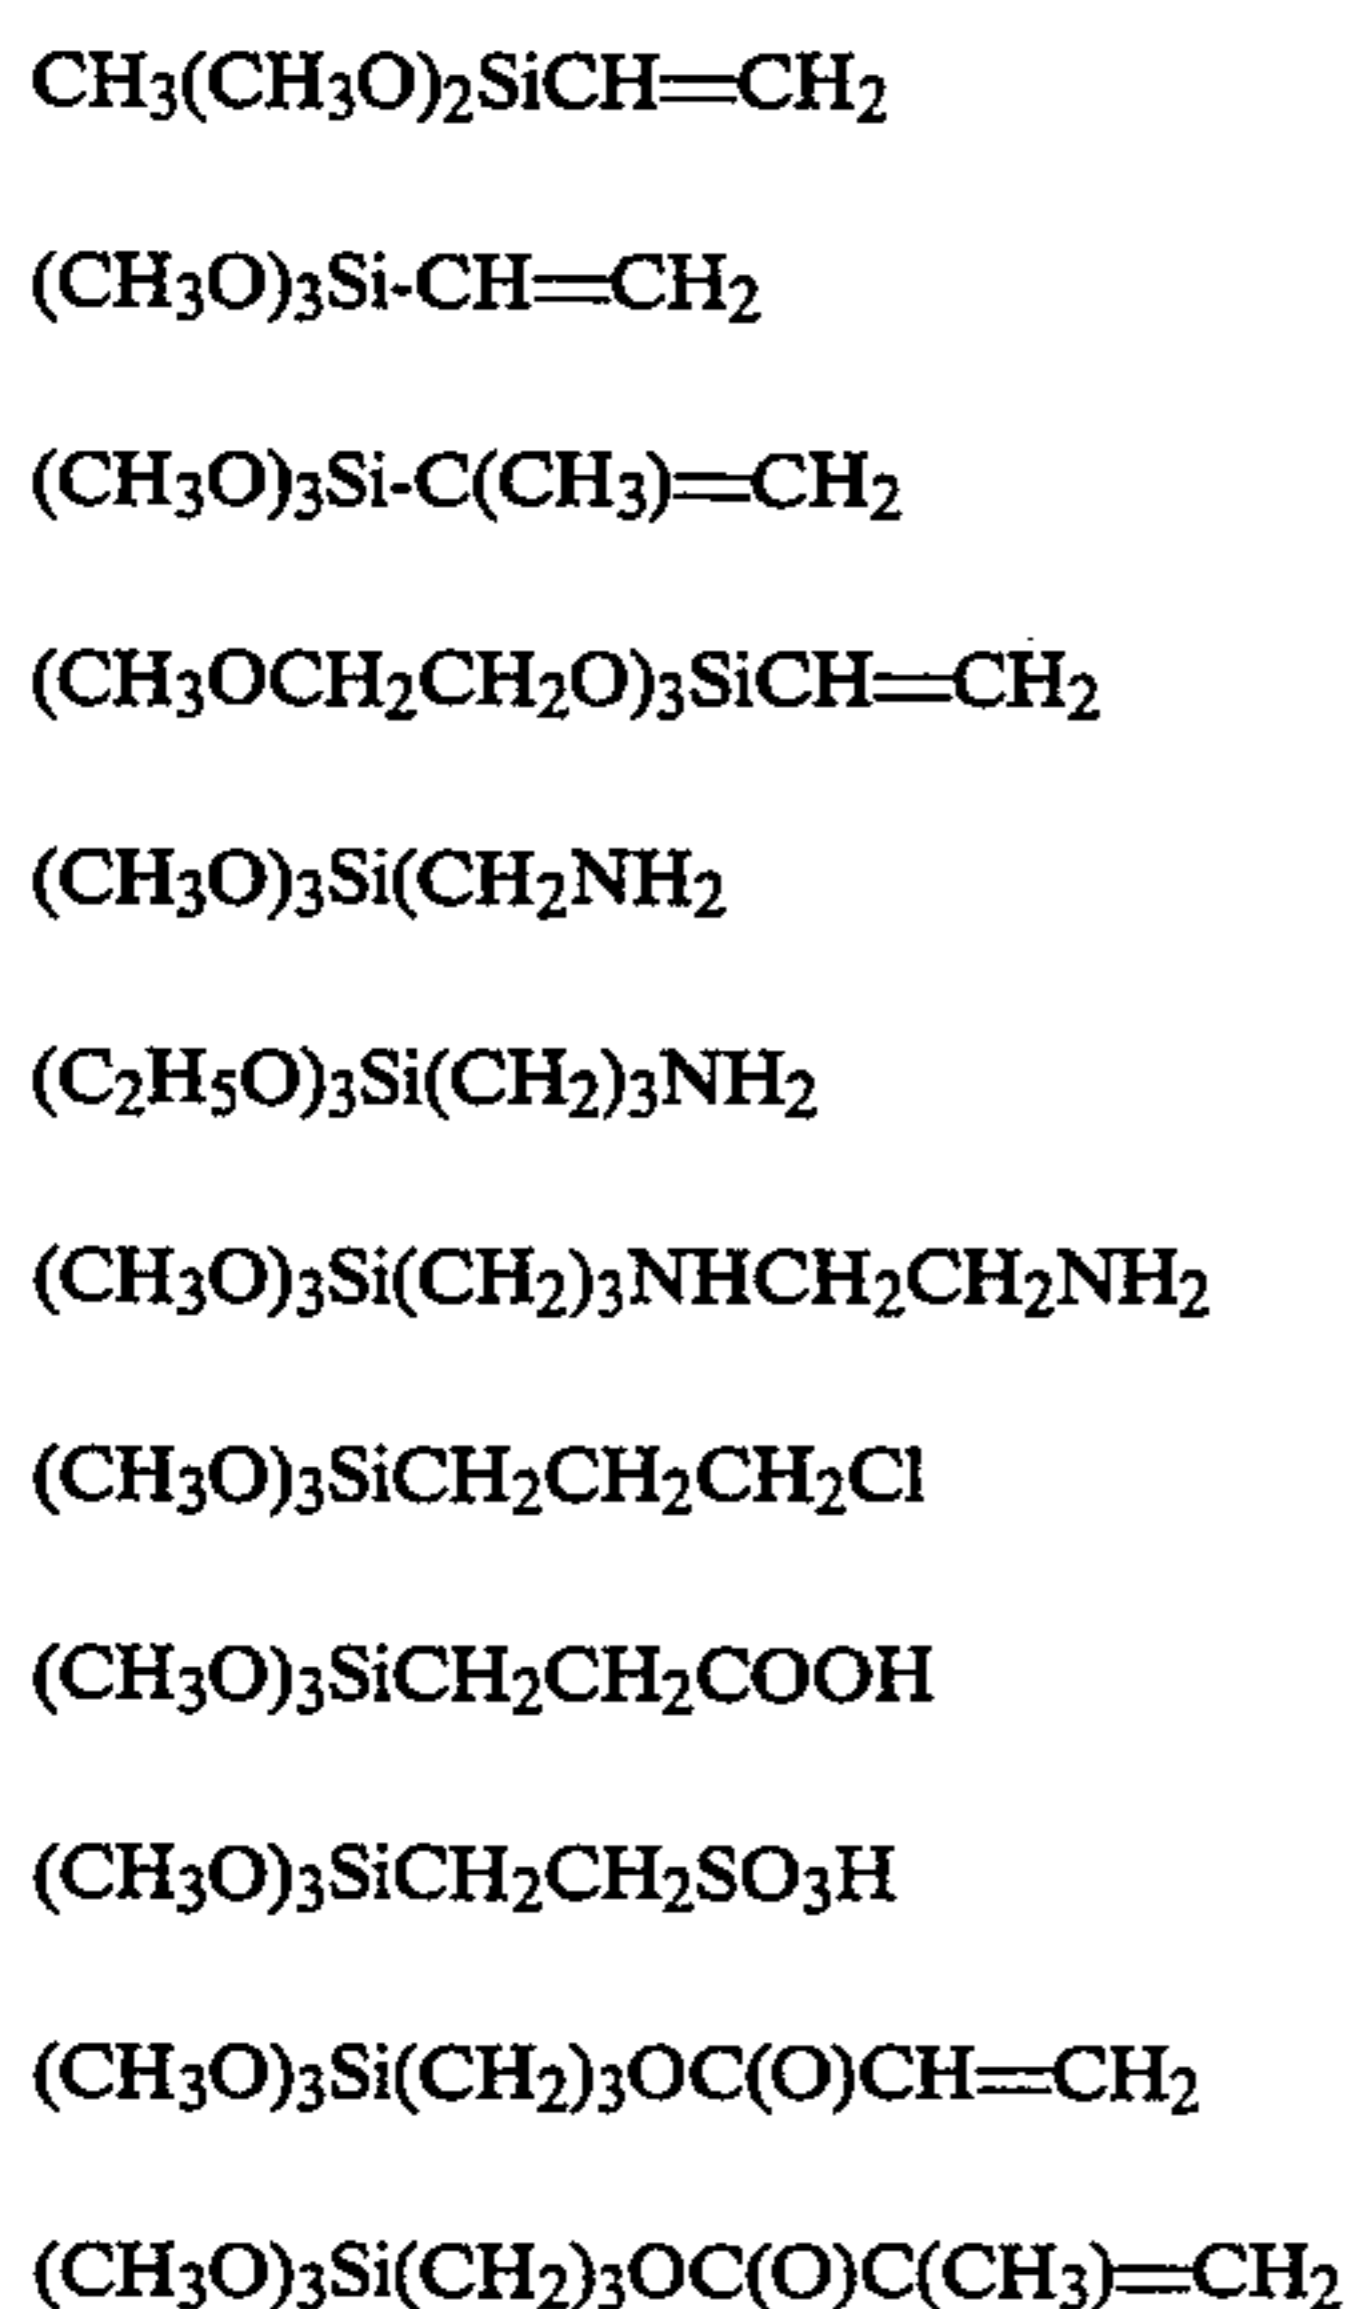 CH3(CH3O)2SiCH=CH2
(CH3O)3Si-CH=CH2
(CH3O)3Si-C(CH3)=CH2
(CH3OCH2CH2O)3SiCH=CH2
(CH3O)3Si(CH2NH2
(C2H5O)3Si(CH2)3NH2
(CH3O)3Si(CH2)3NHCH2CH2NH2
(CH3O)3SiCH2CH2CH2Cl
(CH3O)3SiCH2CH2COOH
(CH3O)3SiCH2CH2SO3H
(CH3O)3Si(CH2)3OC(O)CH=CH2
(CH3O)3Si(CH2)3OC(O)C(CH3)=CH2